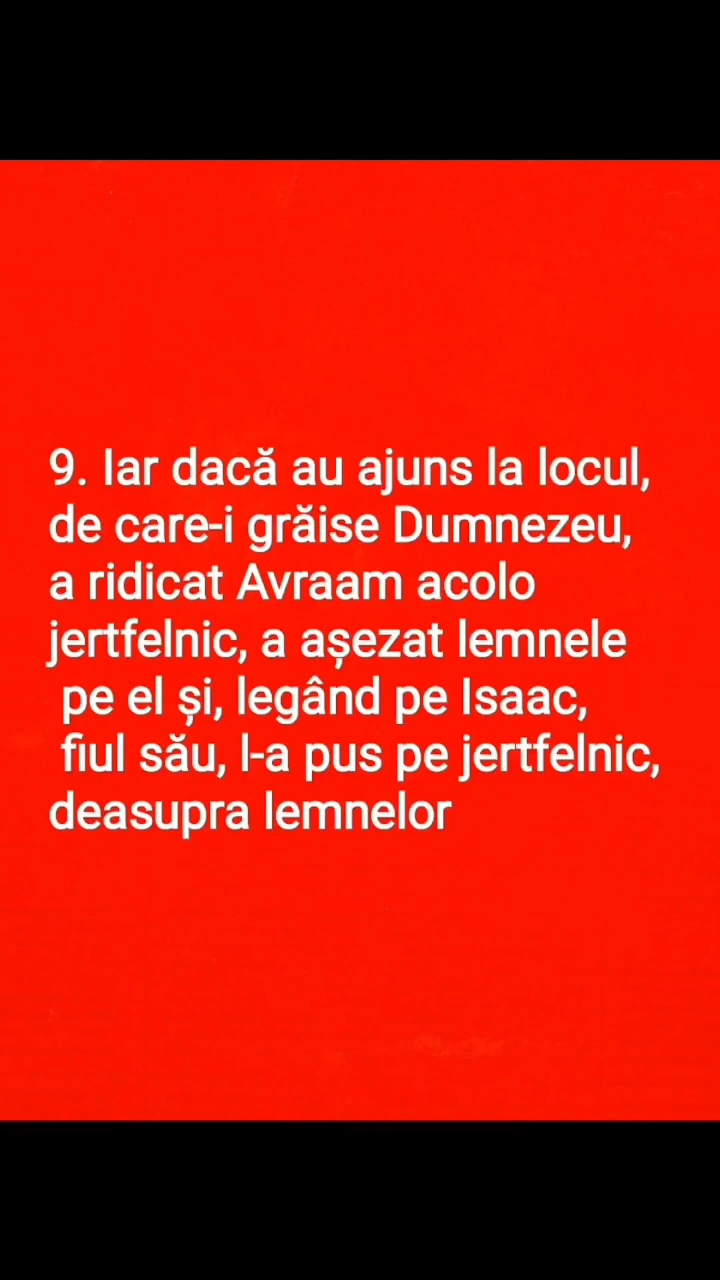 9. Iar dacă au ajuns la locul,
de care-i grăise Dumnezeu,
a ridicat Avraam acolo
jertfelnic, a așezat lemnele
pe el și, legând pe Isaac,
fiul său, l-a pus pe jertfelnic,
deasupra lemnelor